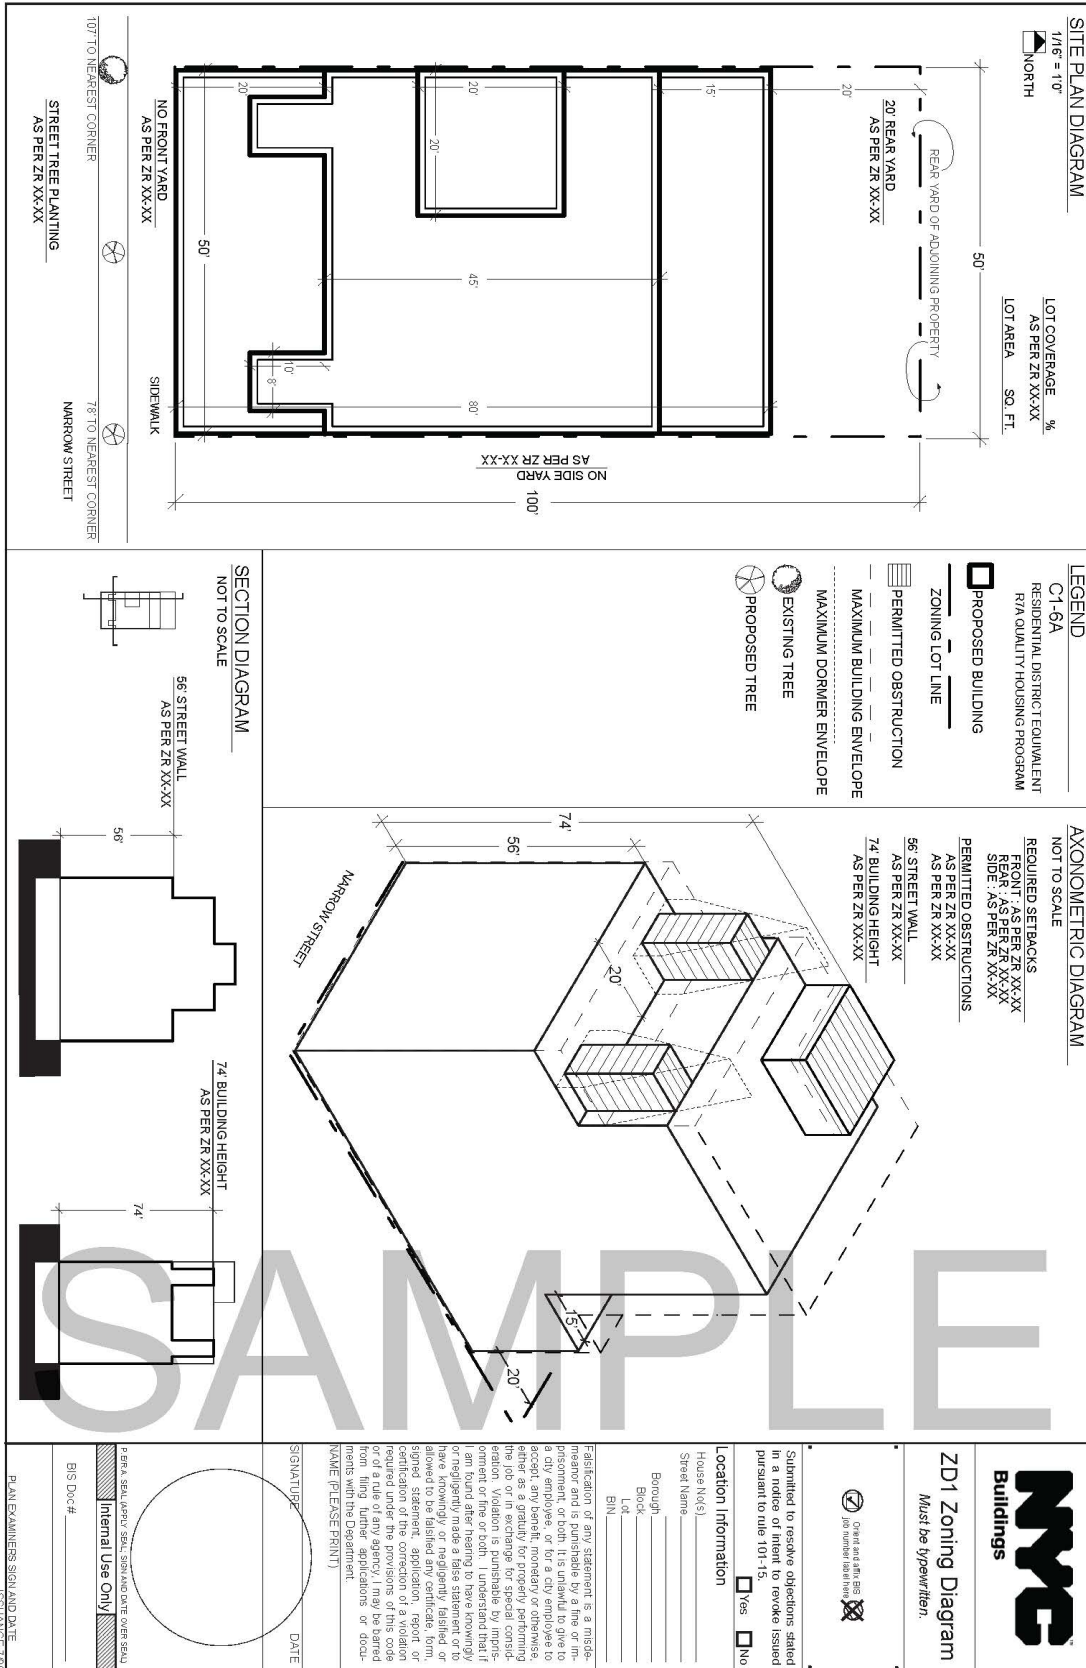 SITE PLAN DIAGRAM
1/16" = 1'0"
NORTH
LOT COVERAGE %
AS PER ZR XX-XX
LOT AREA SQ. FT.
50'
REAR YARD OF ADJOINING PROPERTY
20' REAR YARD
AS PER ZR XX-XX
20'
15'
20'
20'
20'
45'
80'
100'
NO SIDE YARD
AS PER ZR XX-XX
10'
8'
50'
NO FRONT YARD
AS PER ZR XX-XX
SIDEWALK
107' TO NEAREST CORNER
78' TO NEAREST CORNER
NARROW STREET
STREET TREE PLANTING
AS PER ZR XX-XX
LEGEND
C1-6A
RESIDENTIAL DISTRICT EQUIVALENT
R7A QUALITY HOUSING PROGRAM
PROPOSED BUILDING
ZONING LOT LINE
PERMITTED OBSTRUCTION
MAXIMUM BUILDING ENVELOPE
MAXIMUM DORMER ENVELOPE
EXISTING TREE
PROPOSED TREE
AXONOMETRIC DIAGRAM
NOT TO SCALE
REQUIRED SETBACKS
FRONT : AS PER ZR XX-XX
REAR : AS PER ZR XX-XX
SIDE : AS PER ZR XX-XX
PERMITTED OBSTRUCTIONS
AS PER ZR XX-XX
AS PER ZR XX-XX
56' STREET WALL
AS PER ZR XX-XX
74' BUILDING HEIGHT
AS PER ZR XX-XX
74'
56'
20'
15'
20'
NARROW STREET
SECTION DIAGRAM
NOT TO SCALE
56' STREET WALL
AS PER ZR XX-XX
56'
74' BUILDING HEIGHT
AS PER ZR XX-XX
74'
SAMPLE
NYC
Buildings
ZD1 Zoning Diagram
Must be typewritten.
Orient and affix BIS
job number label here
Submitted to resolve objections stated
in a notice of intent to revoke issued
pursuant to rule 101-15.
Yes No
Location Information
House No(s)
Street Name
Borough
Block
Lot
BIN
Falsification of any statement is a misde-
meanor and is punishable by a fine or im-
prisonment, or both. It is unlawful to give to
a city employee, or for a city employee to
accept, any benefit, monetary or otherwise,
either as a gratuity for properly performing
the job or in exchange for special consid-
eration. Violation is punishable by impris-
onment or fine or both. I understand that if
I am found after hearing to have knowingly
or negligently made a false statement or to
have knowingly or negligently falsified or
allowed to be falsified any certificate, form,
signed statement, application, report or
certification of the correction of a violation
required under the provisions of this code
or of a rule of any agency, I may be barred
from filing further applications or docu-
ments with the Department.
NAME (PLEASE PRINT)
SIGNATURE DATE
P.E/R.A. SEAL (APPLY SEAL, SIGN AND DATE OVER SEAL)
Internal Use Only
BIS Doc #
PLAN EXAMINERS SIGN AND DATE